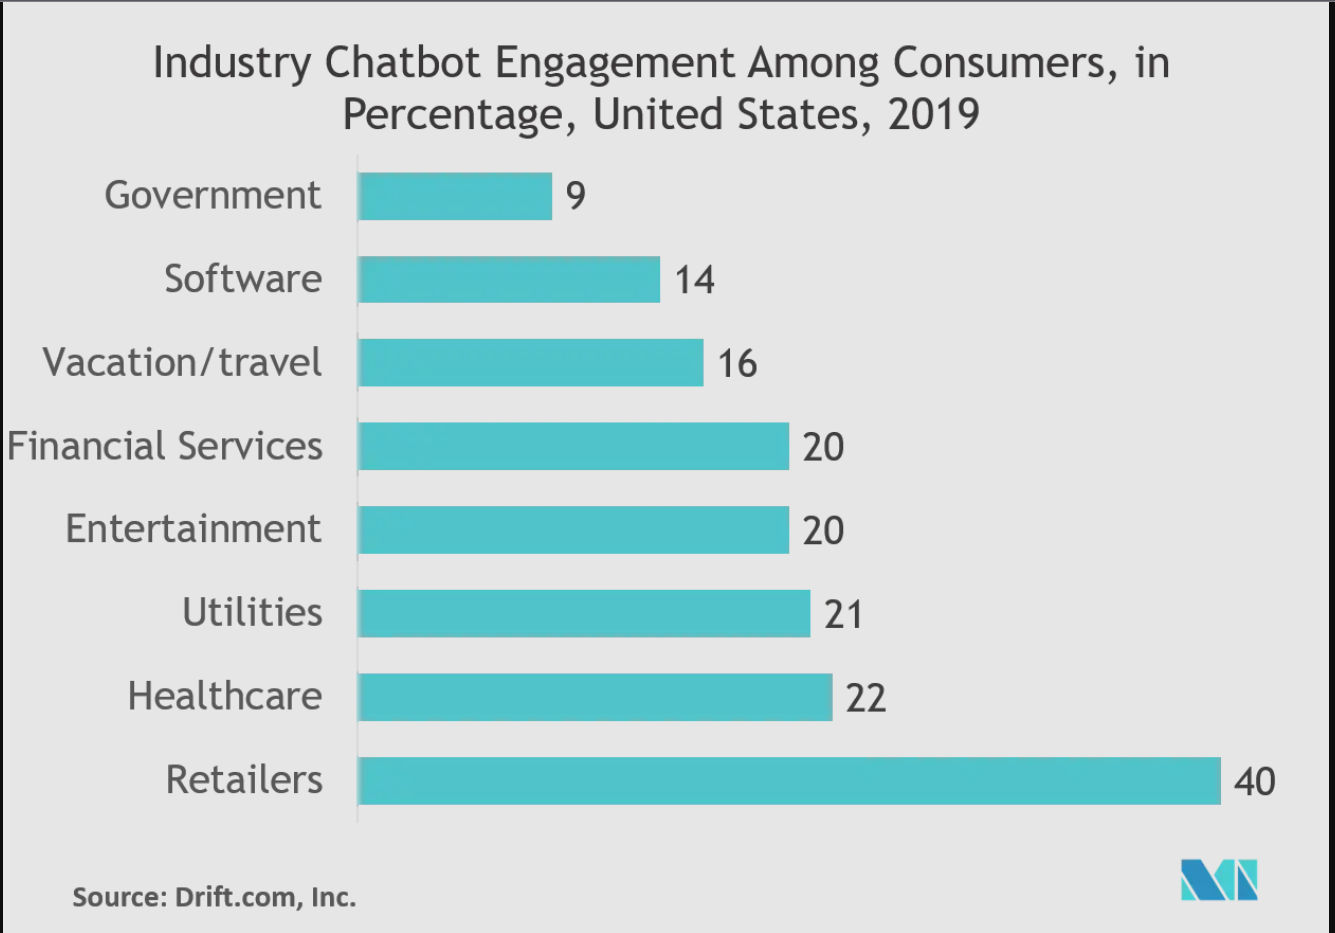 Industry Chatbot Engagement Among Consumers, in
Percentage, United States, 2019
Government 9
Software 14
Vacation/travel 16
Financial Services 20
Entertainment 20
Utilities 21
Healthcare 22
Retailers 40
Source: Drift.com, Inc.